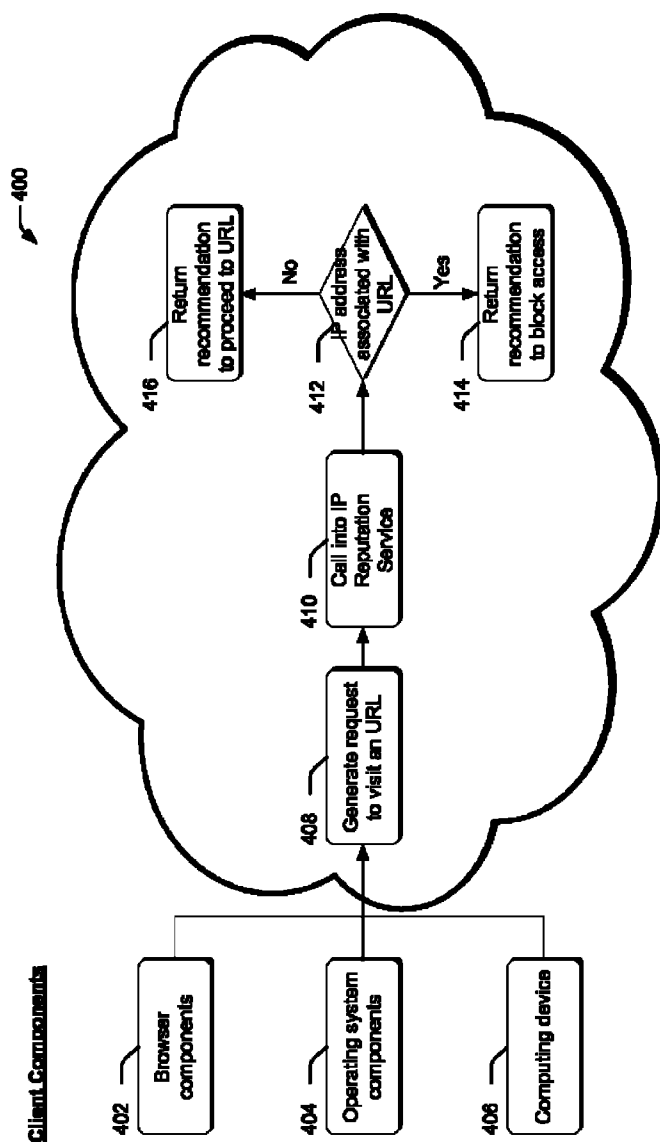 400
Client Components
402
Browser
components
404
Operating system
components
406
Computing device
408
Generate request
to visit an URL
410
Call into IP
Reputation
Service
412
IP address
associated with
URL
No
416
Return
recommendation
to proceed to URL
Yes
414
Return
recommendation
to block access